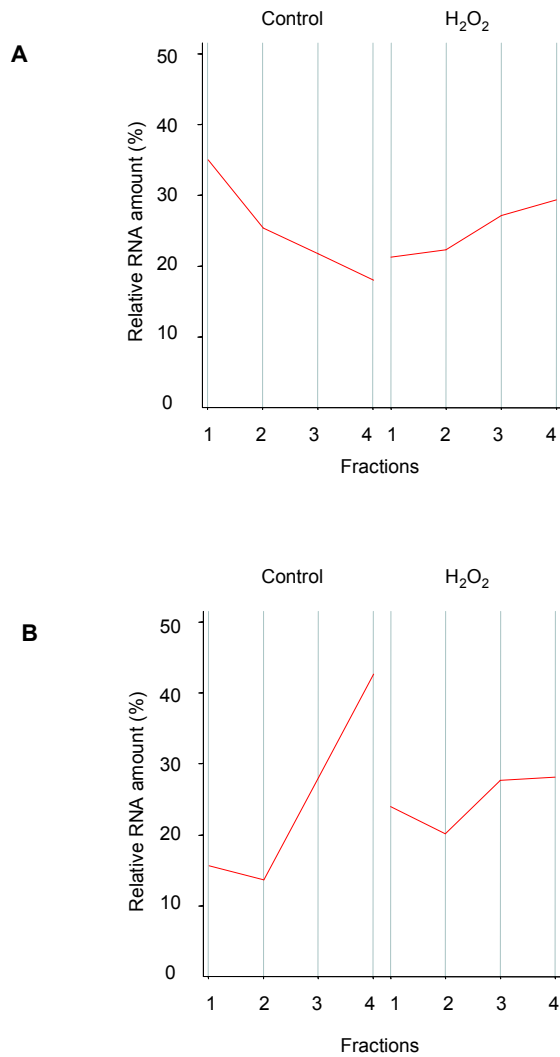 Control H₂O₂
A
50
40
30
20
10
0
Relative RNA amount (%)
1 2 3 4 1 2 3 4
Fractions
Control H₂O₂
B
50
40
30
20
10
0
Relative RNA amount (%)
1 2 3 4 1 2 3 4
Fractions